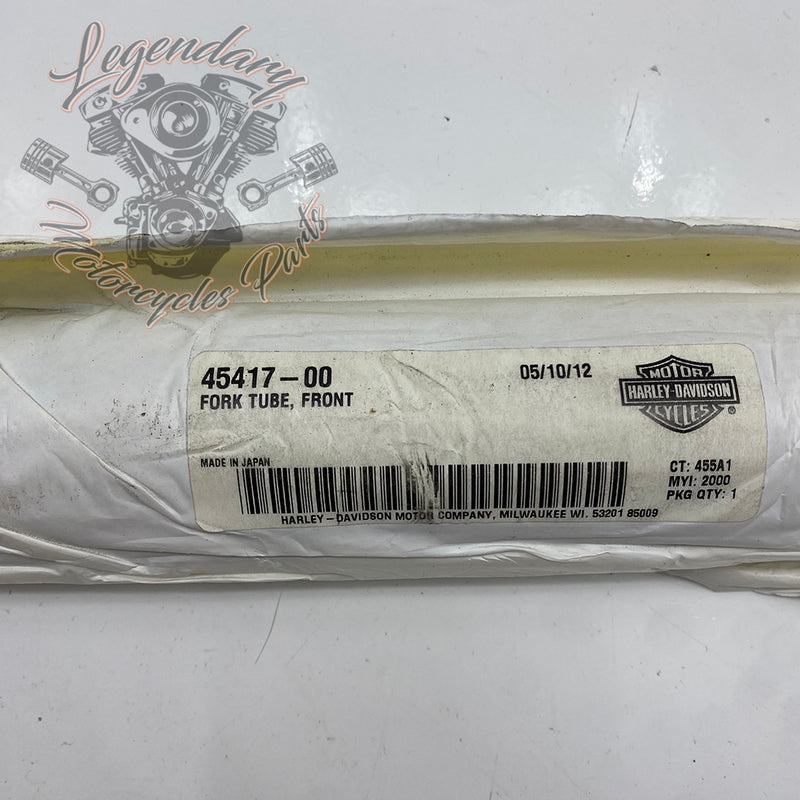 Legendary
Motorcycles Parts
45417-00
05/10/12
FORK TUBE, FRONT
MOTOR
HARLEY-DAVIDSON
CYCLES
®
MADE IN JAPAN
CT: 455A1
MYI: 2000
PKG QTY: 1
HARLEY-DAVIDSON MOTOR COMPANY, MILWAUKEE WI. 53201 85009